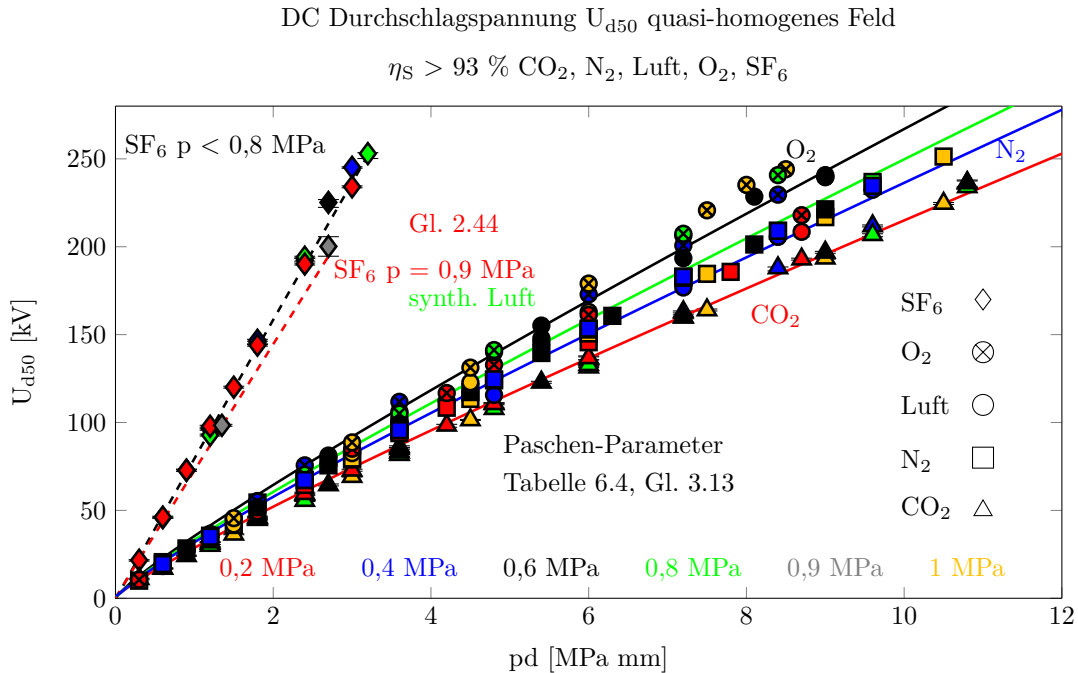 DC Durchschlagspannung U_d50 quasi-homogenes Feld
η_S > 93 % CO₂, N₂, Luft, O₂, SF₆
U_d50 [kV]
250
200
150
100
50
0
SF₆ p < 0,8 MPa
O₂
N₂
Gl. 2.44
SF₆ p = 0,9 MPa
synth. Luft
CO₂
SF₆
O₂
Luft
N₂
CO₂
Paschen-Parameter
Tabelle 6.4, Gl. 3.13
0,2 MPa 0,4 MPa 0,6 MPa 0,8 MPa 0,9 MPa 1 MPa
0 2 4 6 8 10 12
pd [MPa mm]